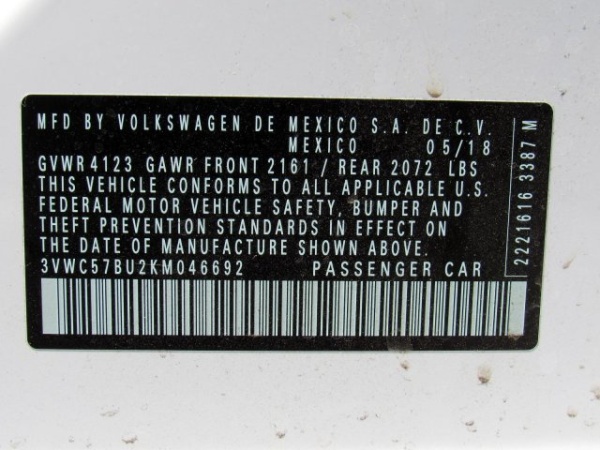 MFD BY VOLKSWAGEN DE MEXICO S.A. DE C.V.
MEXICO 05/18
GVWR 4123 GAWR FRONT 2161 / REAR 2072 LBS
THIS VEHICLE CONFORMS TO ALL APPLICABLE U.S.
FEDERAL MOTOR VEHICLE SAFETY, BUMPER AND
THEFT PREVENTION STANDARDS IN EFFECT ON
THE DATE OF MANUFACTURE SHOWN ABOVE.
3VWC57BU2KM046692 PASSENGER CAR
2221616 3387 M